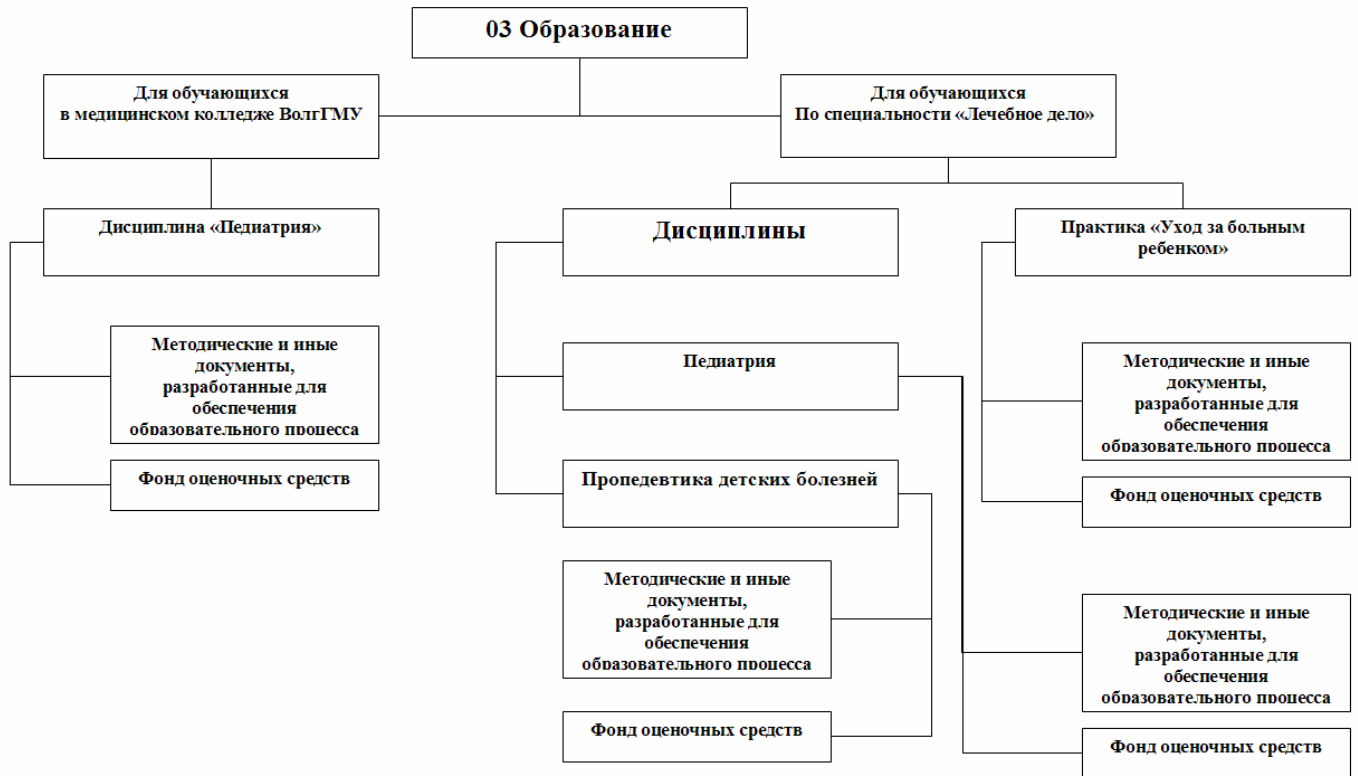 03 Образование
Для обучающихся
в медицинском колледже ВолгГМУ
Для обучающихся
По специальности «Лечебное дело»
Дисциплина «Педиатрия»
Методические и иные
документы,
разработанные для
обеспечения
образовательного процесса
Фонд оценочных средств
Дисциплины
Педиатрия
Пропедевтика детских болезней
Методические и иные
документы,
разработанные для
обеспечения
образовательного процесса
Фонд оценочных средств
Практика «Уход за больным
ребенком»
Методические и иные
документы,
разработанные для
обеспечения
образовательного процесса
Фонд оценочных средств
Методические и иные
документы,
разработанные для
обеспечения
образовательного процесса
Фонд оценочных средств